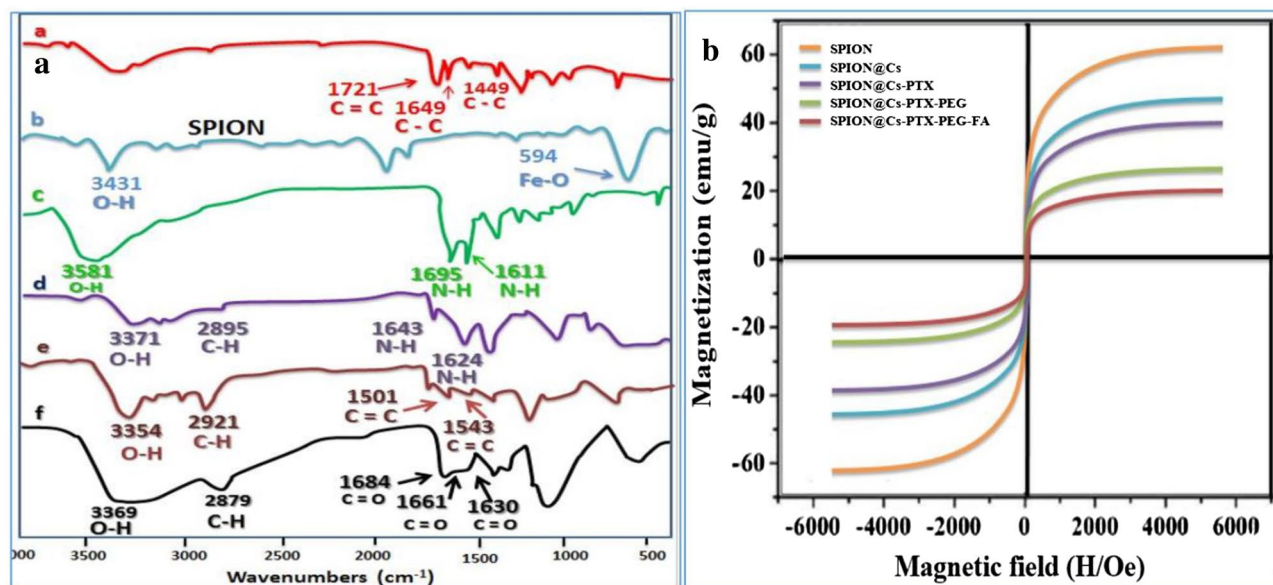 a
a
1721
C = C
1649
C - C
1449
C - C
b
SPION
3431
O-H
594
Fe-O
c
3581
O-H
1695
N-H
1611
N-H
d
3371
O-H
2895
C-H
1643
N-H
1624
N-H
e
3354
O-H
2921
C-H
1501
C = C
1543
C = C
f
3369
O-H
2879
C-H
1684
C = O
1661
C = O
1630
C = O
000 3500 3000 2500 2000 1500 1000 500
Wavenumbers (cm⁻¹)
b
SPION
SPION@Cs
SPION@Cs-PTX
SPION@Cs-PTX-PEG
SPION@Cs-PTX-PEG-FA
Magnetization (emu/g)
60
40
20
0
-20
-40
-60
-6000 -4000 -2000 0 2000 4000 6000
Magnetic field (H/Oe)